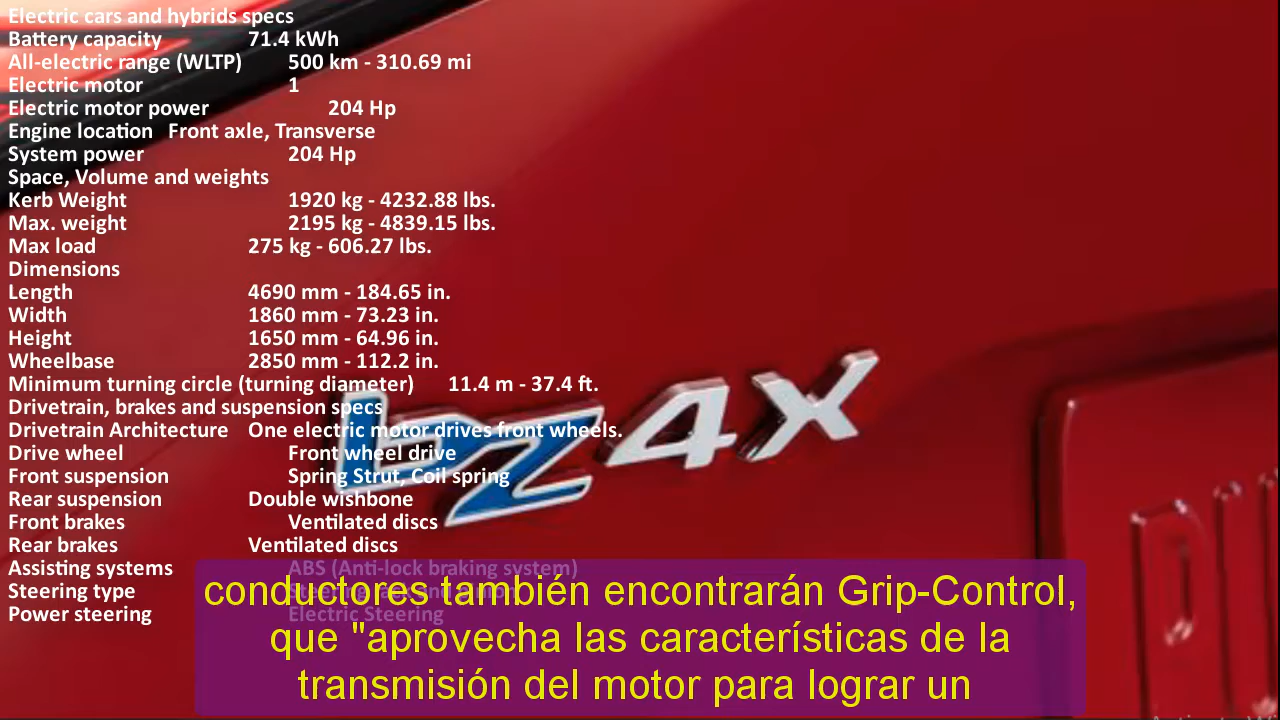 Electric cars and hybrids specs
Battery capacity 71.4 kWh
All-electric range (WLTP) 500 km - 310.69 mi
Electric motor 1
Electric motor power 204 Hp
Engine location Front axle, Transverse
System power 204 Hp
Space, Volume and weights
Kerb Weight 1920 kg - 4232.88 lbs.
Max. weight 2195 kg - 4839.15 lbs.
Max load 275 kg - 606.27 lbs.
Dimensions
Length 4690 mm - 184.65 in.
Width 1860 mm - 73.23 in.
Height 1650 mm - 64.96 in.
Wheelbase 2850 mm - 112.2 in.
Minimum turning circle (turning diameter) 11.4 m - 37.4 ft.
Drivetrain, brakes and suspension specs
Drivetrain Architecture One electric motor drives front wheels.
Drive wheel Front wheel drive
Front suspension Spring Strut, Coil spring
Rear suspension Double wishbone
Front brakes Ventilated discs
Rear brakes Ventilated discs
Assisting systems ABS (Anti-lock braking system)
Steering type Steering
Power steering Electric Steering
bZ4X
conductores también encontrarán Grip-Control,
que "aprovecha las características de la
transmisión del motor para lograr un